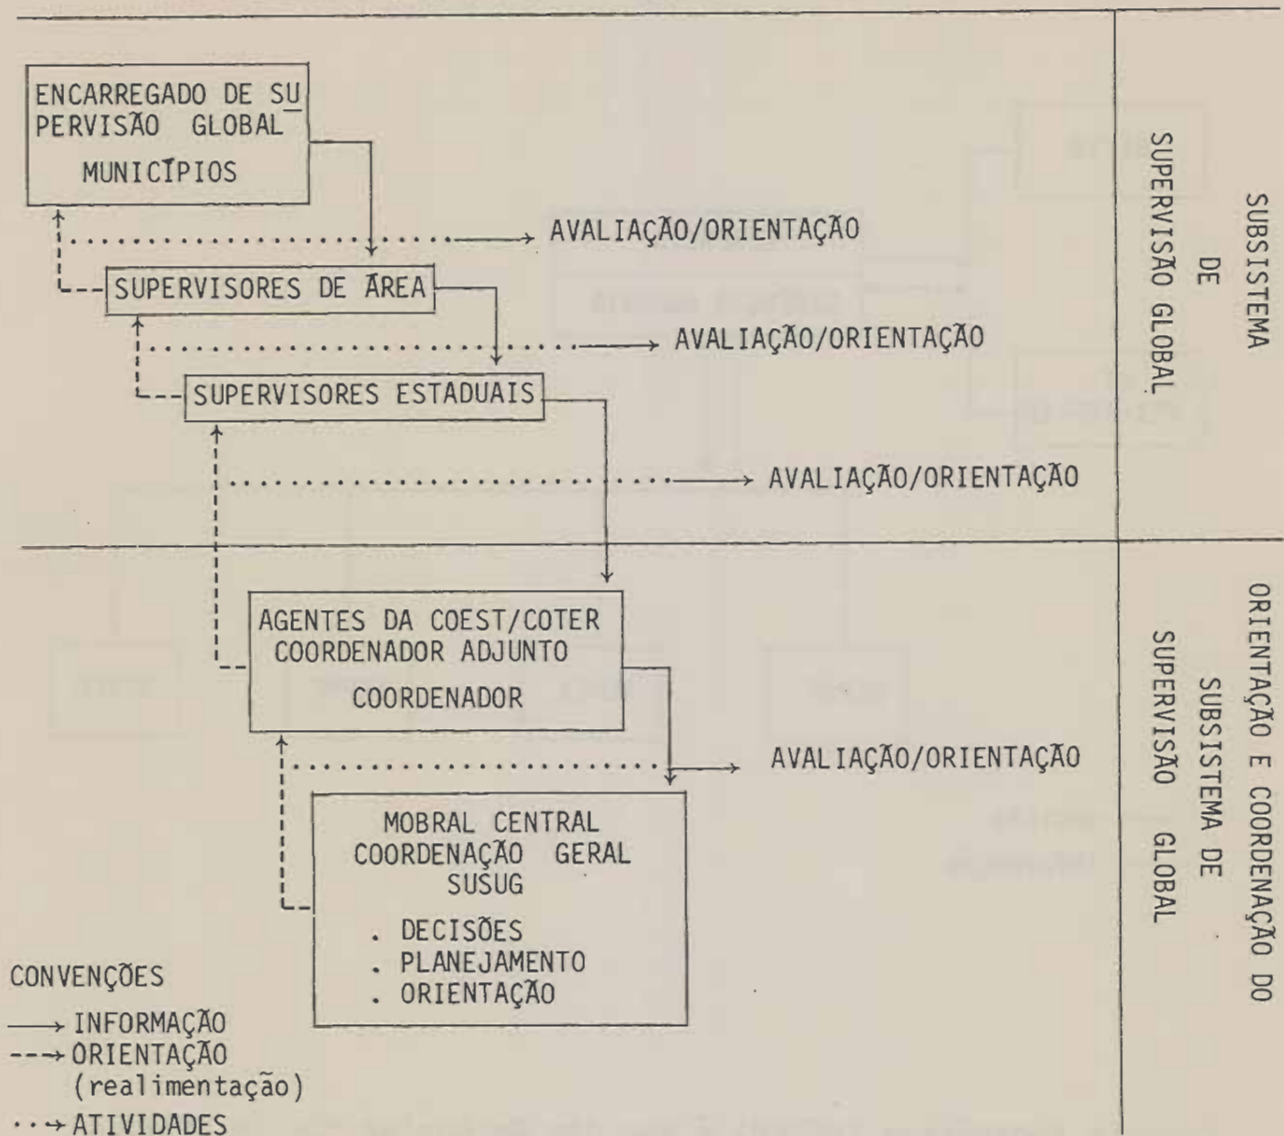 ENCARREGADO DE SU
PERVISÃO GLOBAL
MUNICÍPIOS
AVALIAÇÃO/ORIENTAÇÃO
SUPERVISORES DE ÁREA
AVALIAÇÃO/ORIENTAÇÃO
SUPERVISORES ESTADUAIS
AVALIAÇÃO/ORIENTAÇÃO
SUBSISTEMA
DE
SUPERVISÃO GLOBAL
AGENTES DA COEST/COTER
COORDENADOR ADJUNTO
COORDENADOR
AVALIAÇÃO/ORIENTAÇÃO
MOBRAL CENTRAL
COORDENAÇÃO GERAL
SUSUG
. DECISÕES
. PLANEJAMENTO
. ORIENTAÇÃO
ORIENTAÇÃO E COORDENAÇÃO DO
SUBSISTEMA DE
SUPERVISÃO GLOBAL
CONVENÇÕES
INFORMAÇÃO
ORIENTAÇÃO
(realimentação)
ATIVIDADES